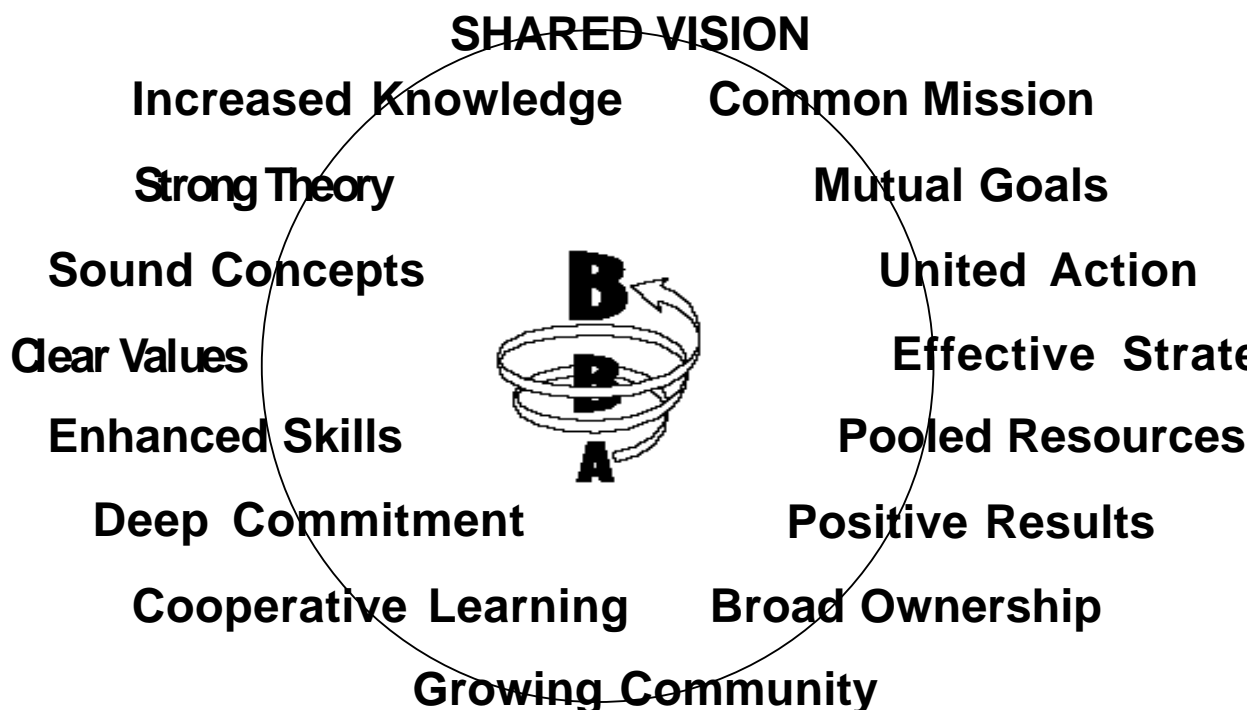 SHARED VISION
Increased Knowledge Common Mission
Strong Theory Mutual Goals
Sound Concepts United Action
B
Clear Values Effective Strate
B
Enhanced Skills Pooled Resources
A
Deep Commitment Positive Results
Cooperative Learning Broad Ownership
Growing Community